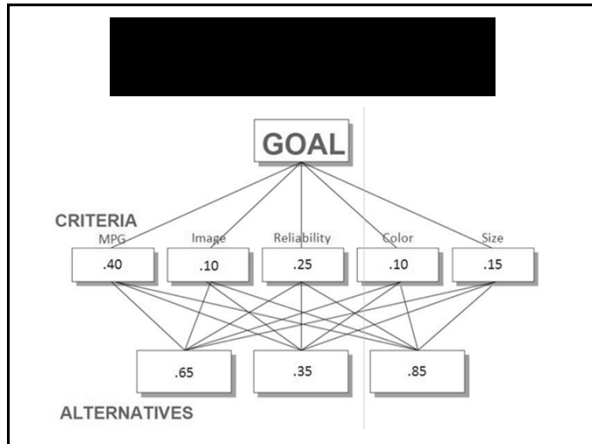 GOAL
CRITERIA
MPG Image Reliability Color Size
.40 .10 .25 .10 .15
.65 .35 .85
ALTERNATIVES